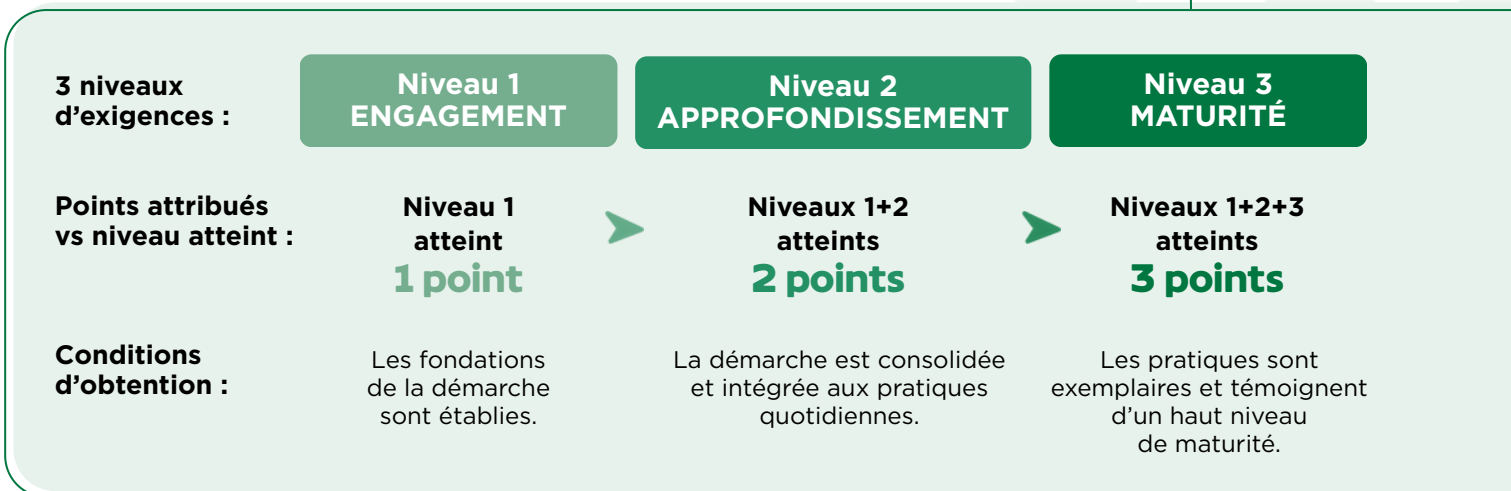 3 niveaux
d'exigences :
Niveau 1
ENGAGEMENT
Niveau 2
APPROFONDISSEMENT
Niveau 3
MATURITÉ
Points attribués
vs niveau atteint :
Niveau 1
atteint
1 point
Niveaux 1+2
atteints
2 points
Niveaux 1+2+3
atteints
3 points
Conditions
d'obtention :
Les fondations
de la démarche
sont établies.
La démarche est consolidée
et intégrée aux pratiques
quotidiennes.
Les pratiques sont
exemplaires et témoignent
d'un haut niveau
de maturité.